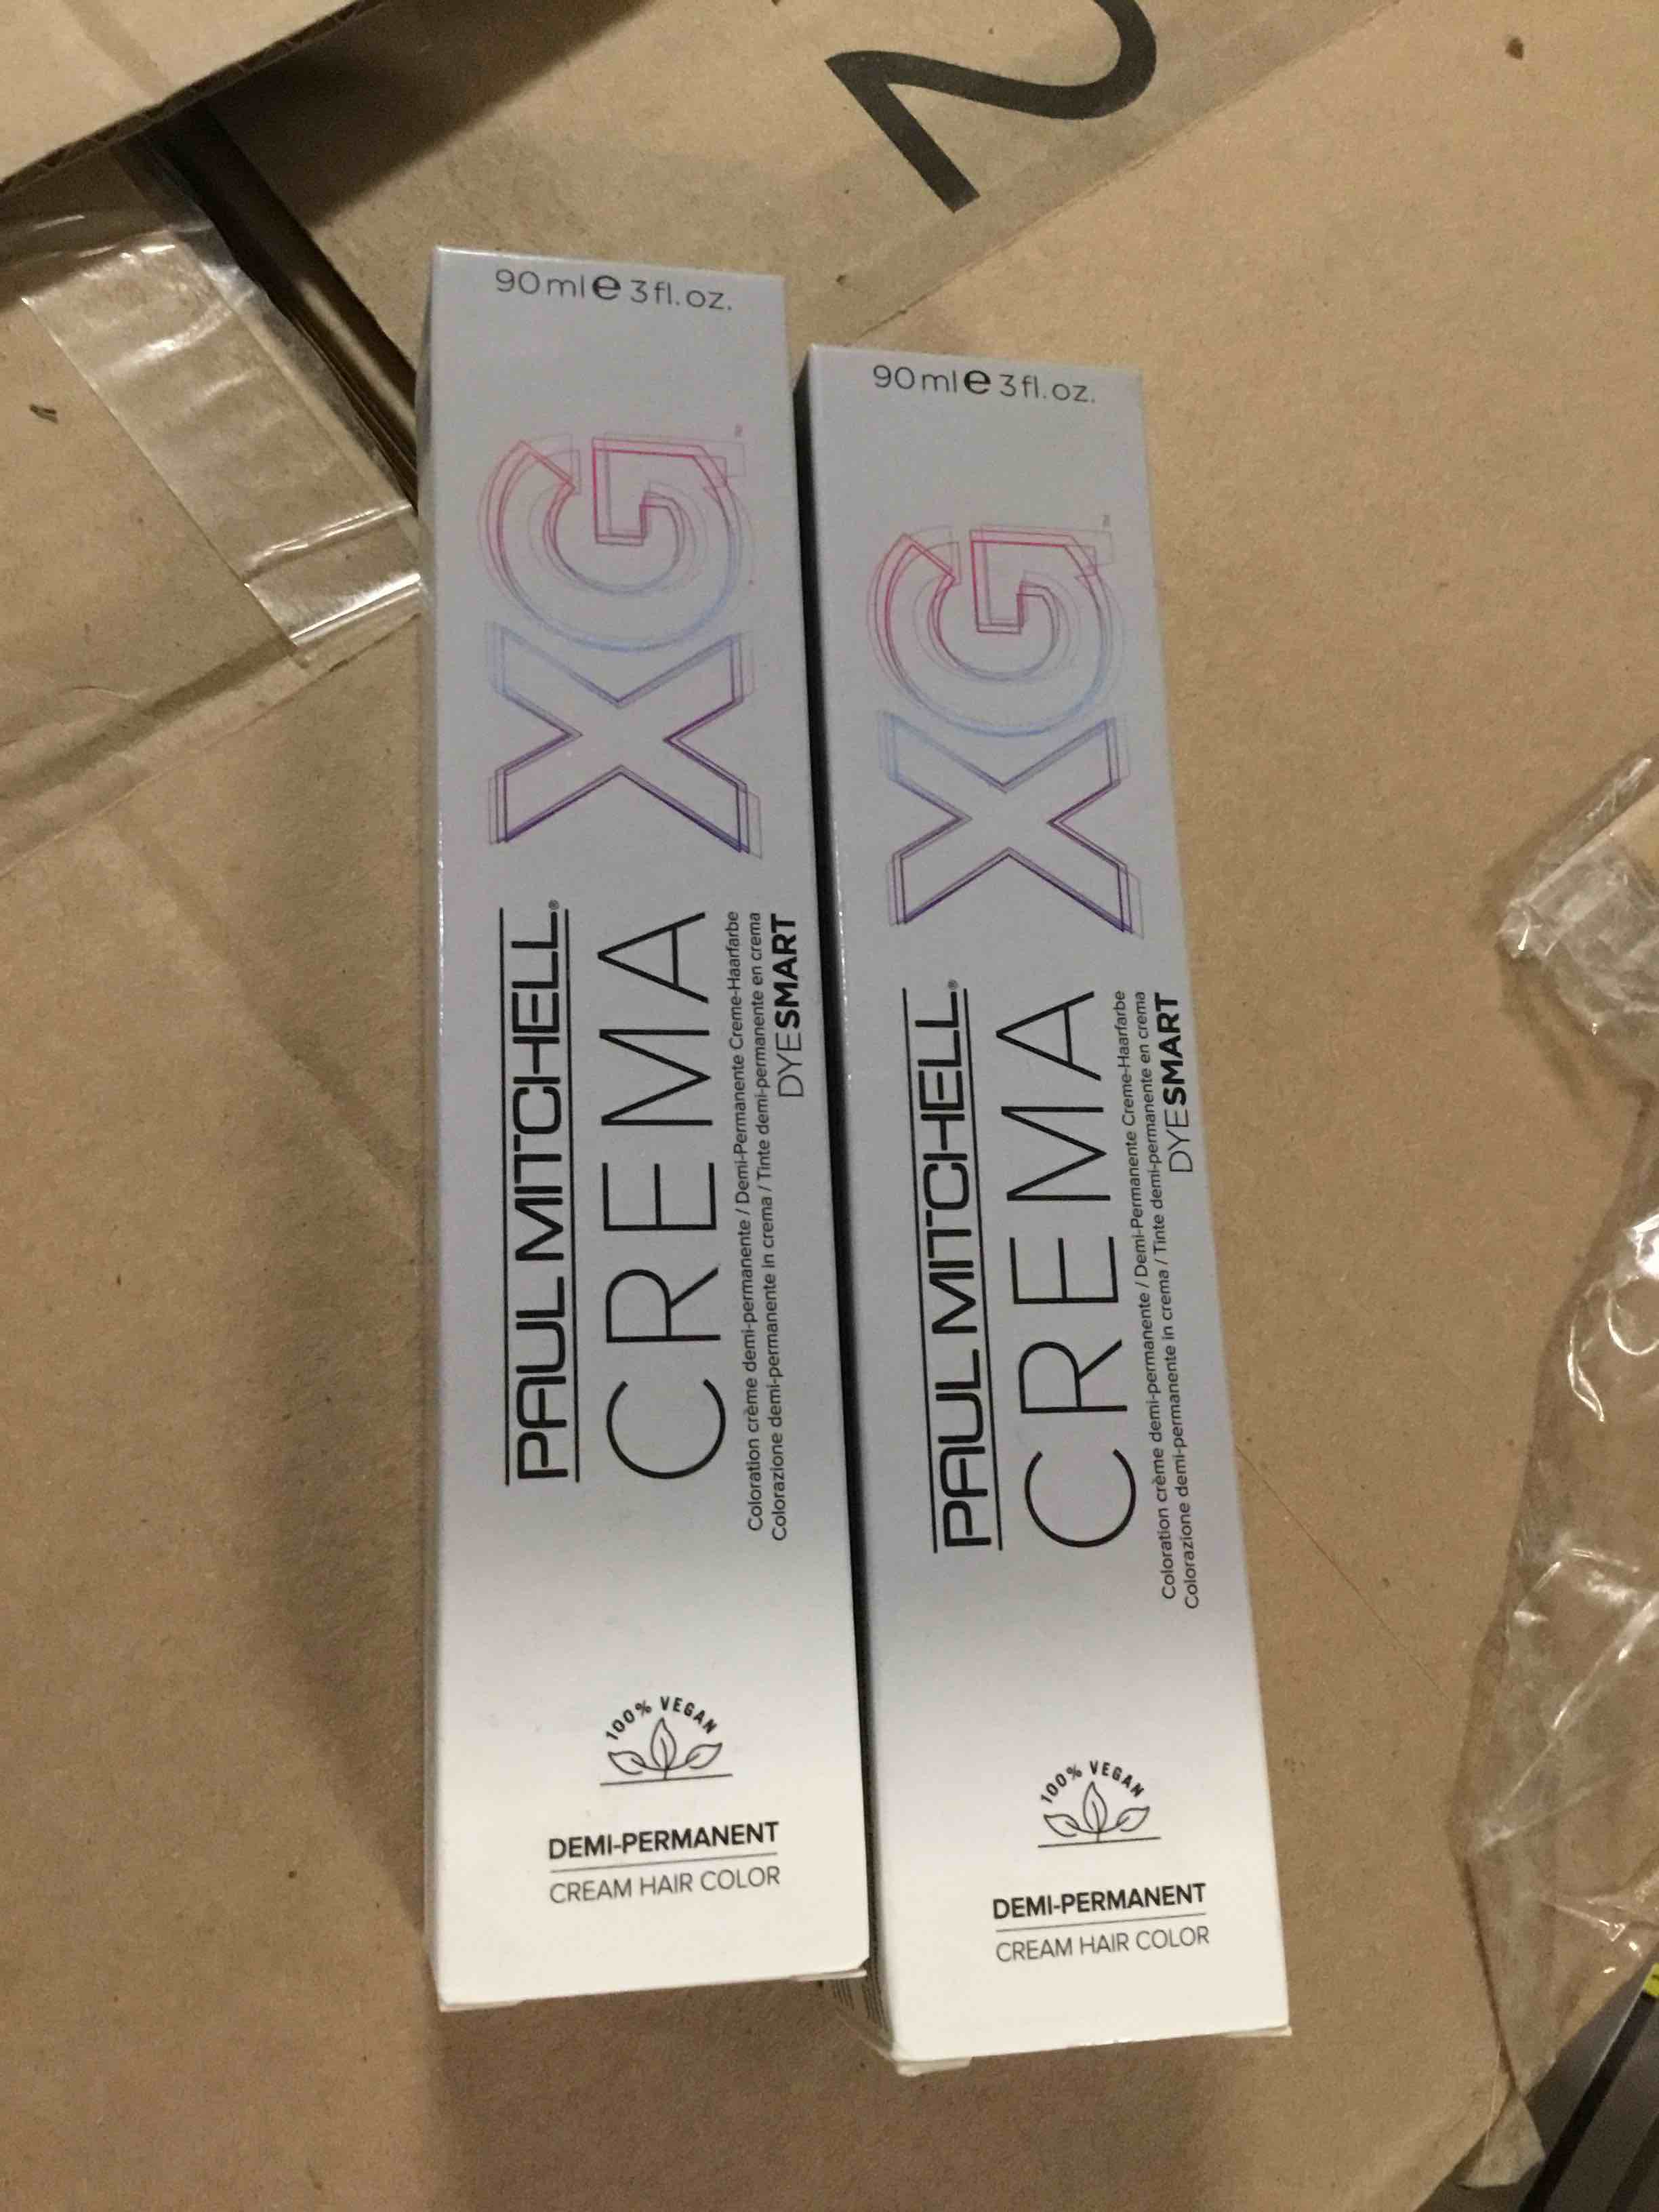 2
90ml e 3fl.oz.
XG™
PAUL MITCHELL®
CREMA
Coloration crème demi-permanente / Demi-Permanente Creme-Haarfarbe
Colorazione demi-permanente in crema / Tinte demi-permanente en crema
DYESMART
100% VEGAN
DEMI-PERMANENT
CREAM HAIR COLOR
90ml e 3fl.oz.
XG™
PAUL MITCHELL®
CREMA
Coloration crème demi-permanente / Demi-Permanente Creme-Haarfarbe
Colorazione demi-permanente in crema / Tinte demi-permanente en crema
DYESMART
100% VEGAN
DEMI-PERMANENT
CREAM HAIR COLOR